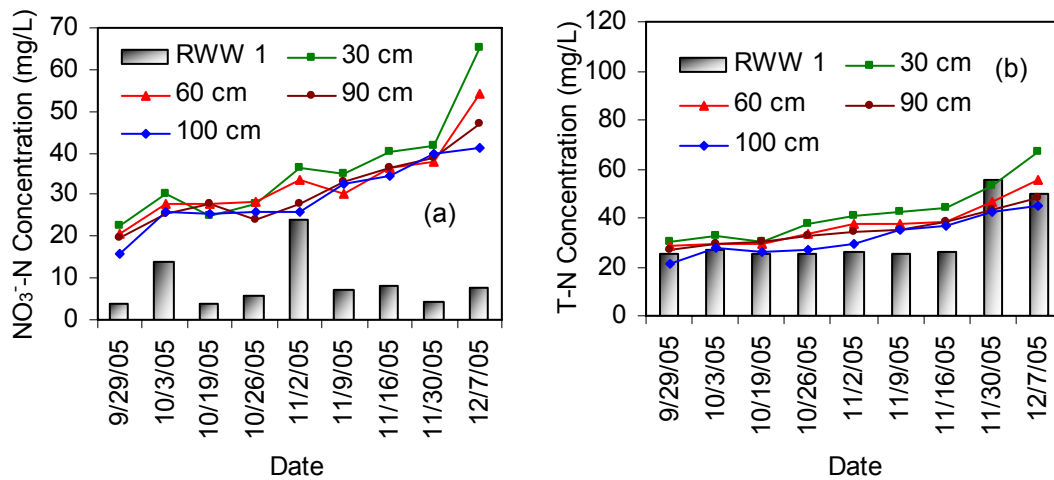 NO₃⁻-N Concentration (mg/L)
70
60
50
40
30
20
10
0
RWW 1
30 cm
60 cm
90 cm
100 cm
(a)
9/29/05
10/3/05
10/19/05
10/26/05
11/2/05
11/9/05
11/16/05
11/30/05
12/7/05
Date
T-N Concentration (mg/L)
120
100
80
60
40
20
0
RWW 1
30 cm
60 cm
90 cm
100 cm
(b)
9/29/05
10/3/05
10/19/05
10/26/05
11/2/05
11/9/05
11/16/05
11/30/05
12/7/05
Date